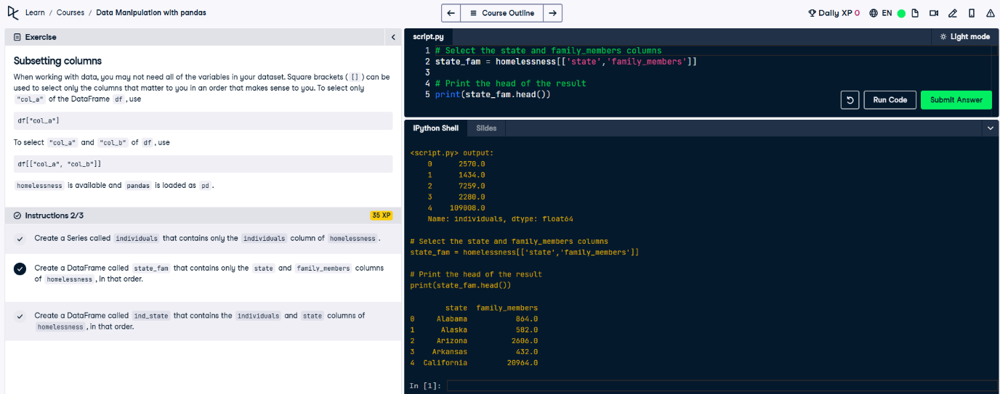 Learn / Courses / Data Manipulation with pandas
Course Outline
Daily XP 0
EN
Exercise
Subsetting columns
When working with data, you may not need all of the variables in your dataset. Square brackets ( [] ) can be
used to select only the columns that matter to you in an order that makes sense to you. To select only
"col_a" of the DataFrame df , use
df["col_a"]
To select "col_a" and "col_b" of df , use
df[["col_a", "col_b"]]
homelessness is available and pandas is loaded as pd .
Instructions 2/3
35 XP
Create a Series called individuals that contains only the individuals column of homelessness .
Create a DataFrame called state_fam that contains only the state and family_members columns
of homelessness , in that order.
Create a DataFrame called ind_state that contains the individuals and state columns of
homelessness , in that order.
script.py
Light mode
1 # Select the state and family_members columns
2 state_fam = homelessness[['state','family_members']]
3
4 # Print the head of the result
5 print(state_fam.head())
Run Code
Submit Answer
IPython Shell
Slides
<script.py> output:
0 2570.0
1 1434.0
2 7259.0
3 2280.0
4 109008.0
Name: individuals, dtype: float64
# Select the state and family_members columns
state_fam = homelessness[['state','family_members']]
# Print the head of the result
print(state_fam.head())
state family_members
0 Alabama 864.0
1 Alaska 582.0
2 Arizona 2606.0
3 Arkansas 432.0
4 California 20964.0
In [1]: